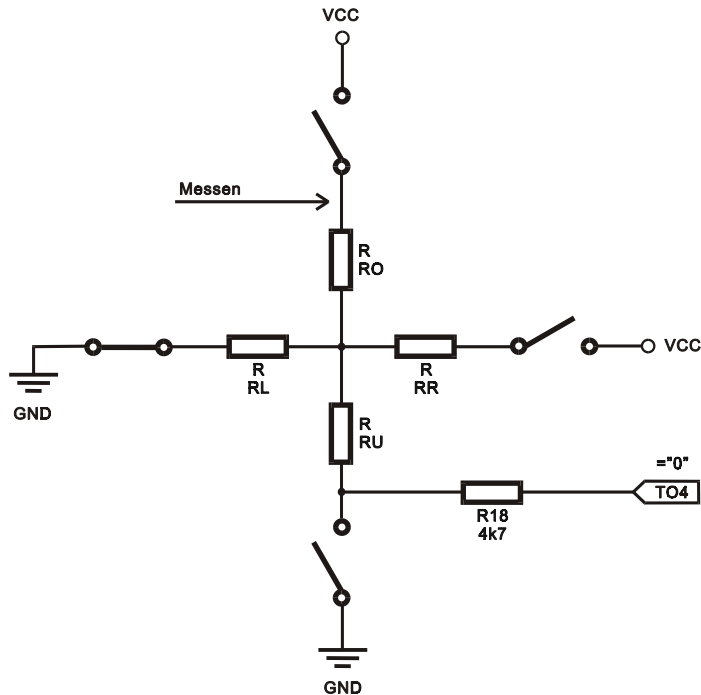 VCC
Messen
R
RO
VCC
R
RL
R
RR
GND
R
RU
="0"
TO4
R18
4k7
GND